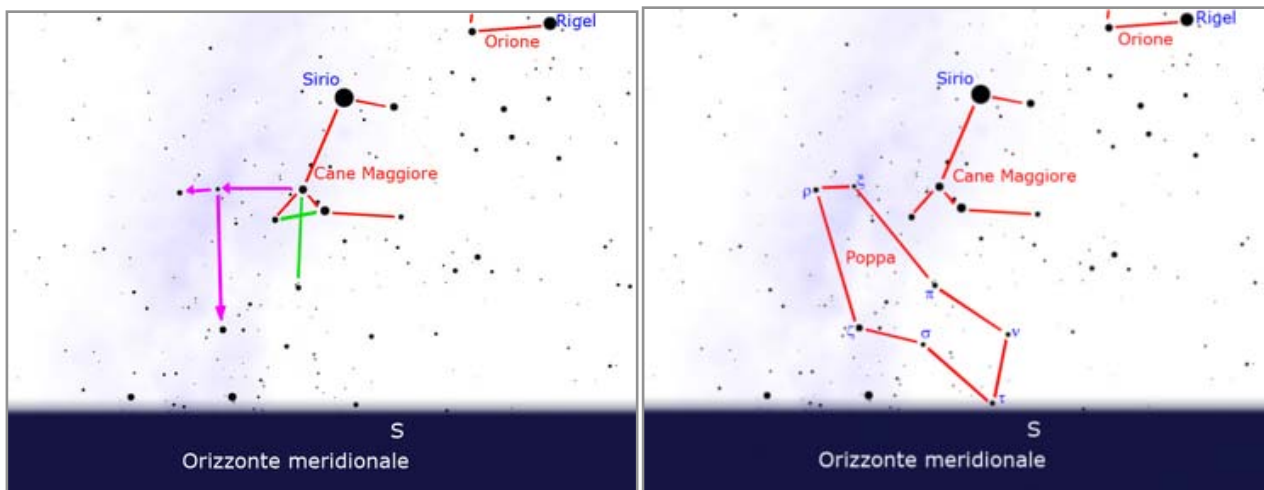 Rigel
Orione
Sirio
Cane Maggiore
S
Orizzonte meridionale
Rigel
Orione
Sirio
Cane Maggiore
ρ
ξ
Poppa
π
ζ
σ
ν
τ
S
Orizzonte meridionale